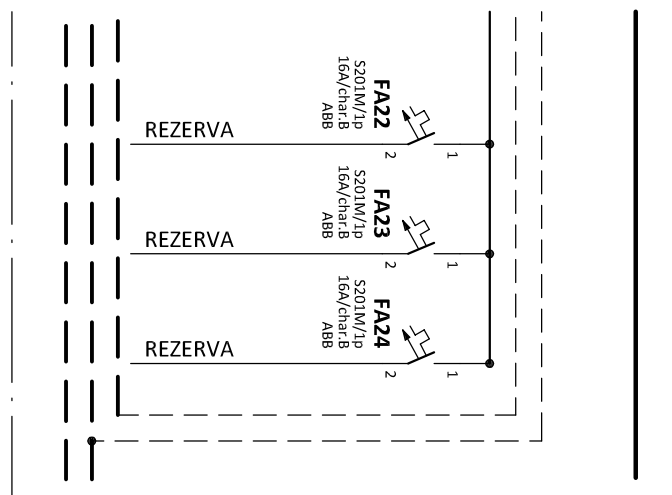 FA22
S201M/1p
16A/char.B
ABB
REZERVA
2
1
FA23
S201M/1p
16A/char.B
ABB
REZERVA
2
1
FA24
S201M/1p
16A/char.B
ABB
REZERVA
2
1